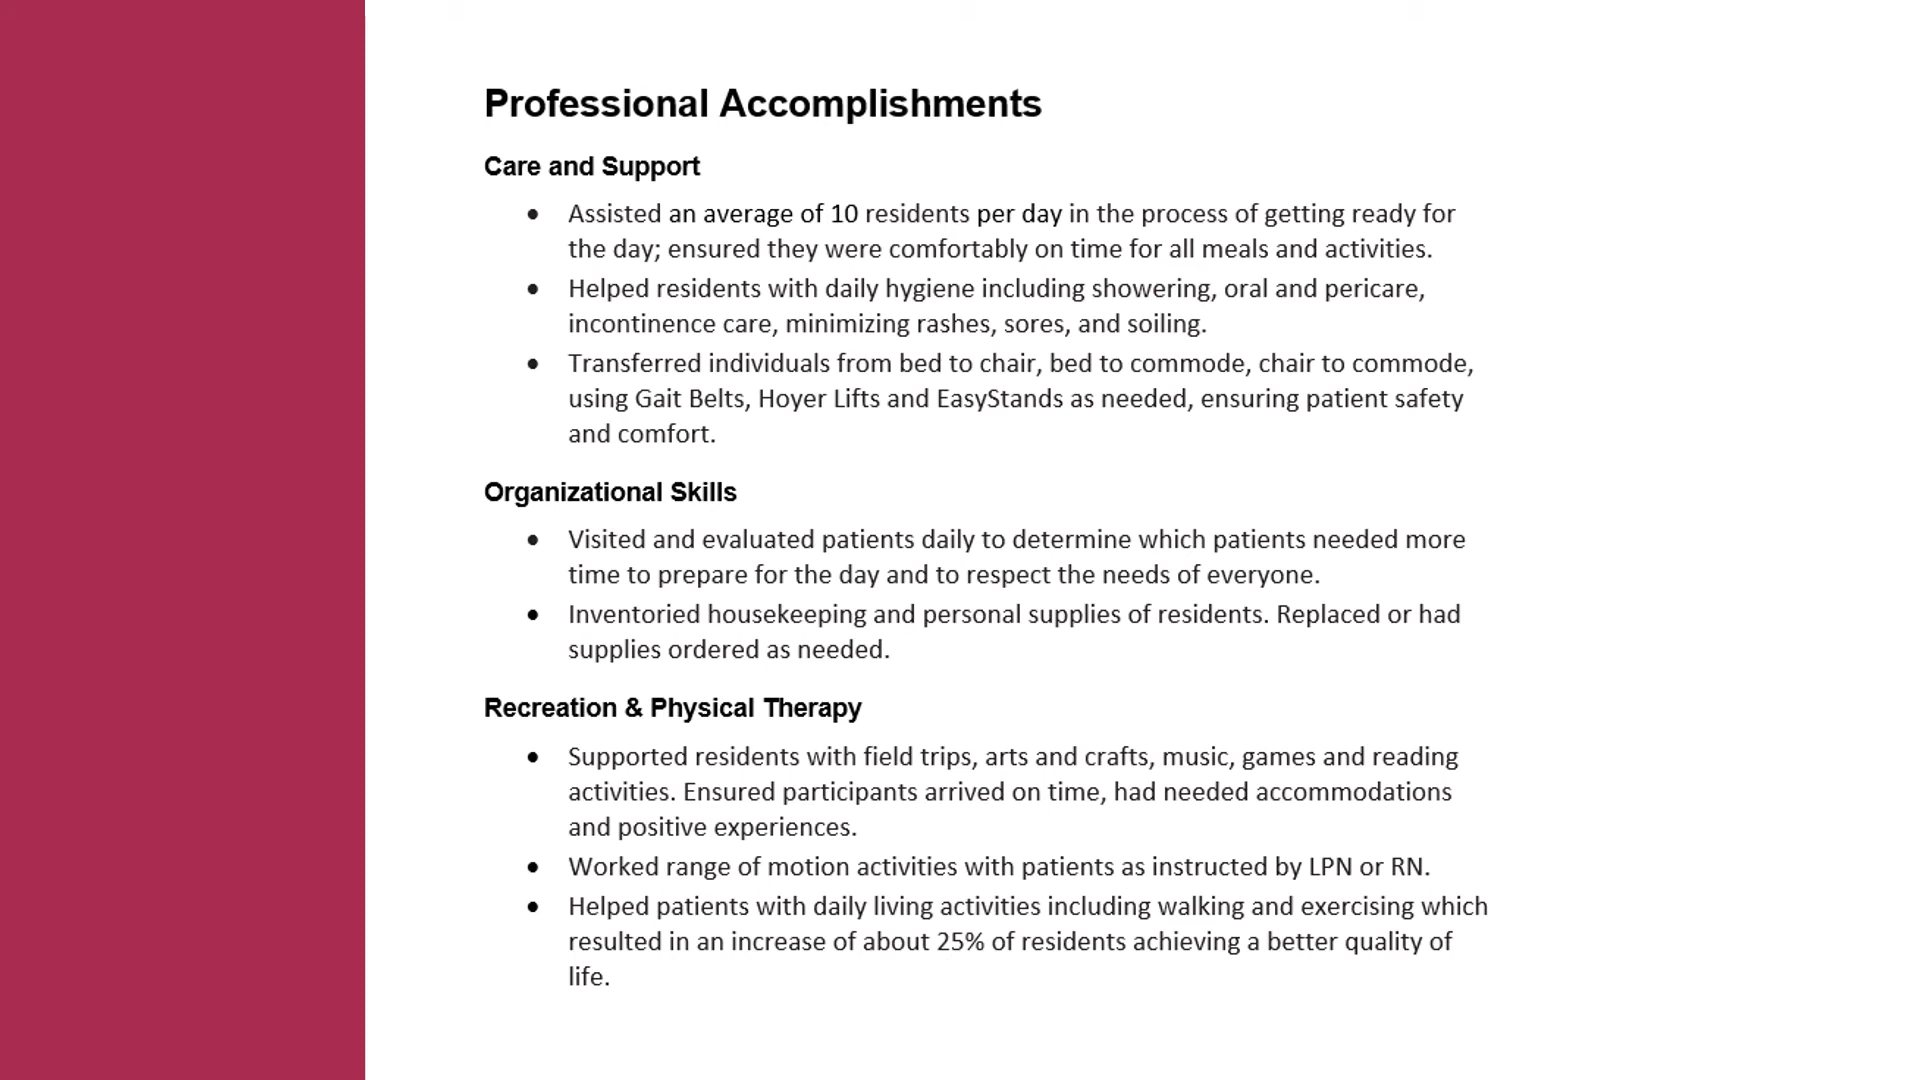 Professional Accomplishments
Care and Support
• Assisted an average of 10 residents per day in the process of getting ready for
the day; ensured they were comfortably on time for all meals and activities.
• Helped residents with daily hygiene including showering, oral and pericare,
incontinence care, minimizing rashes, sores, and soiling.
• Transferred individuals from bed to chair, bed to commode, chair to commode,
using Gait Belts, Hoyer Lifts and EasyStands as needed, ensuring patient safety
and comfort.
Organizational Skills
• Visited and evaluated patients daily to determine which patients needed more
time to prepare for the day and to respect the needs of everyone.
• Inventoried housekeeping and personal supplies of residents. Replaced or had
supplies ordered as needed.
Recreation & Physical Therapy
• Supported residents with field trips, arts and crafts, music, games and reading
activities. Ensured participants arrived on time, had needed accommodations
and positive experiences.
• Worked range of motion activities with patients as instructed by LPN or RN.
• Helped patients with daily living activities including walking and exercising which
resulted in an increase of about 25% of residents achieving a better quality of
life.